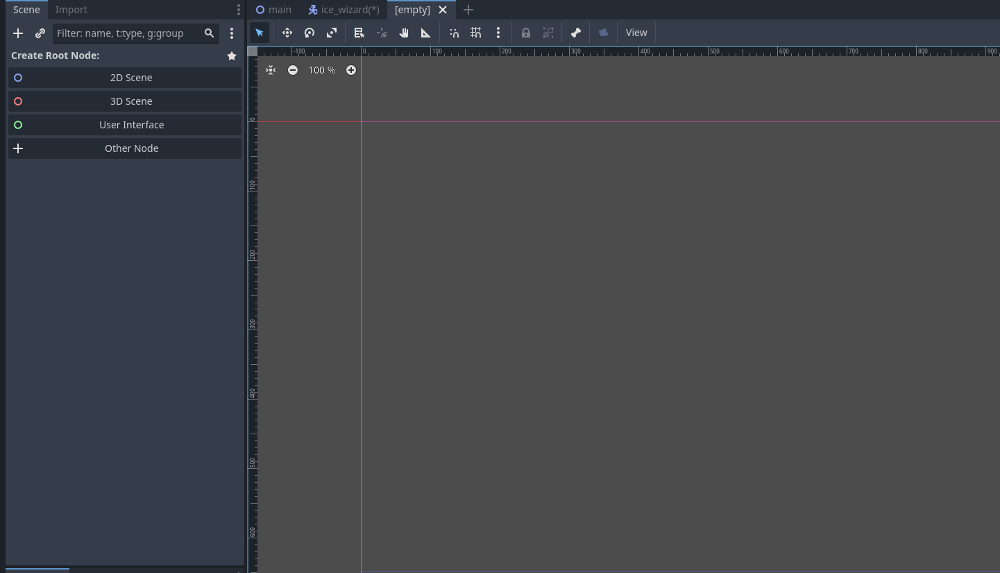 Scene Import
main ice_wizard(*) [empty]
Filter: name, t:type, g:group
View
Create Root Node:
-100 0 100 200 300 400 500 600 700 800 900
100 %
2D Scene
3D Scene
User Interface
Other Node
0
100
200
300
400
500
600